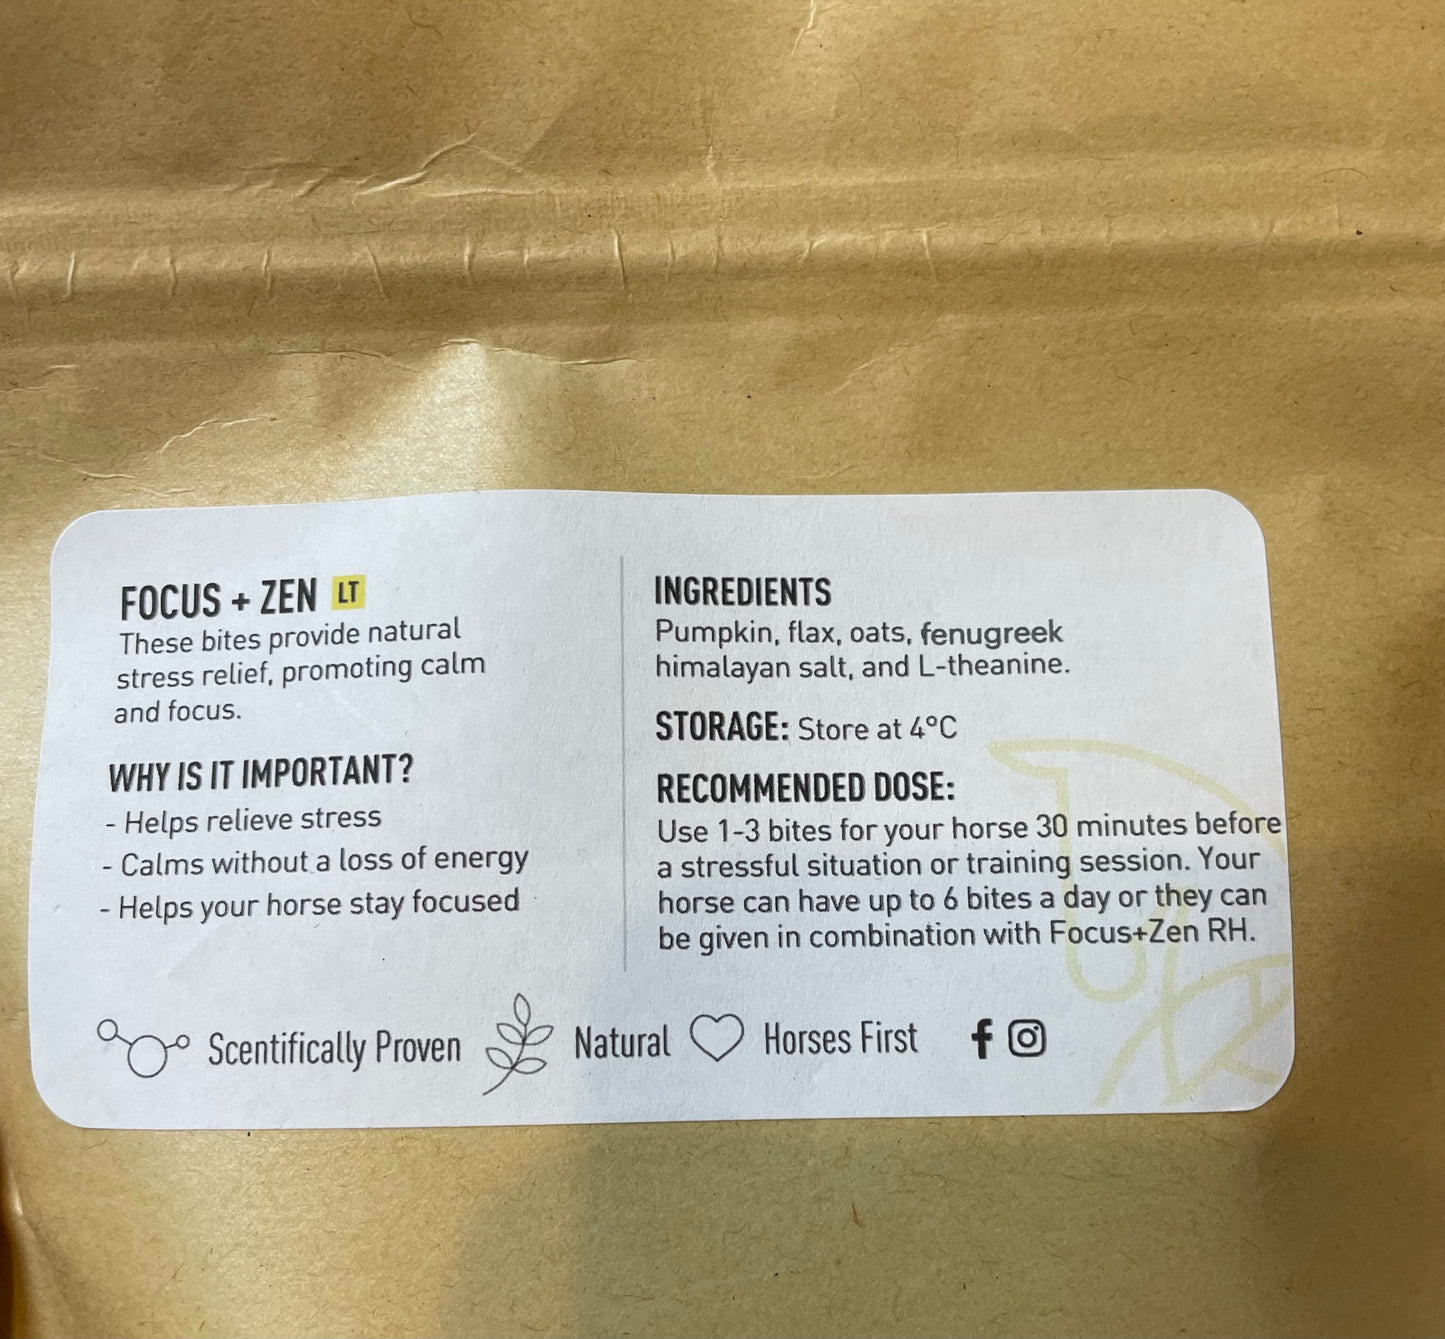 FOCUS + ZEN LT
These bites provide natural
stress relief, promoting calm
and focus.
WHY IS IT IMPORTANT?
- Helps relieve stress
- Calms without a loss of energy
- Helps your horse stay focused
INGREDIENTS
Pumpkin, flax, oats, fenugreek
himalayan salt, and L-theanine.
STORAGE: Store at 4°C
RECOMMENDED DOSE:
Use 1-3 bites for your horse 30 minutes before
a stressful situation or training session. Your
horse can have up to 6 bites a day or they can
be given in combination with Focus+Zen RH.
Scentifically Proven Natural Horses First